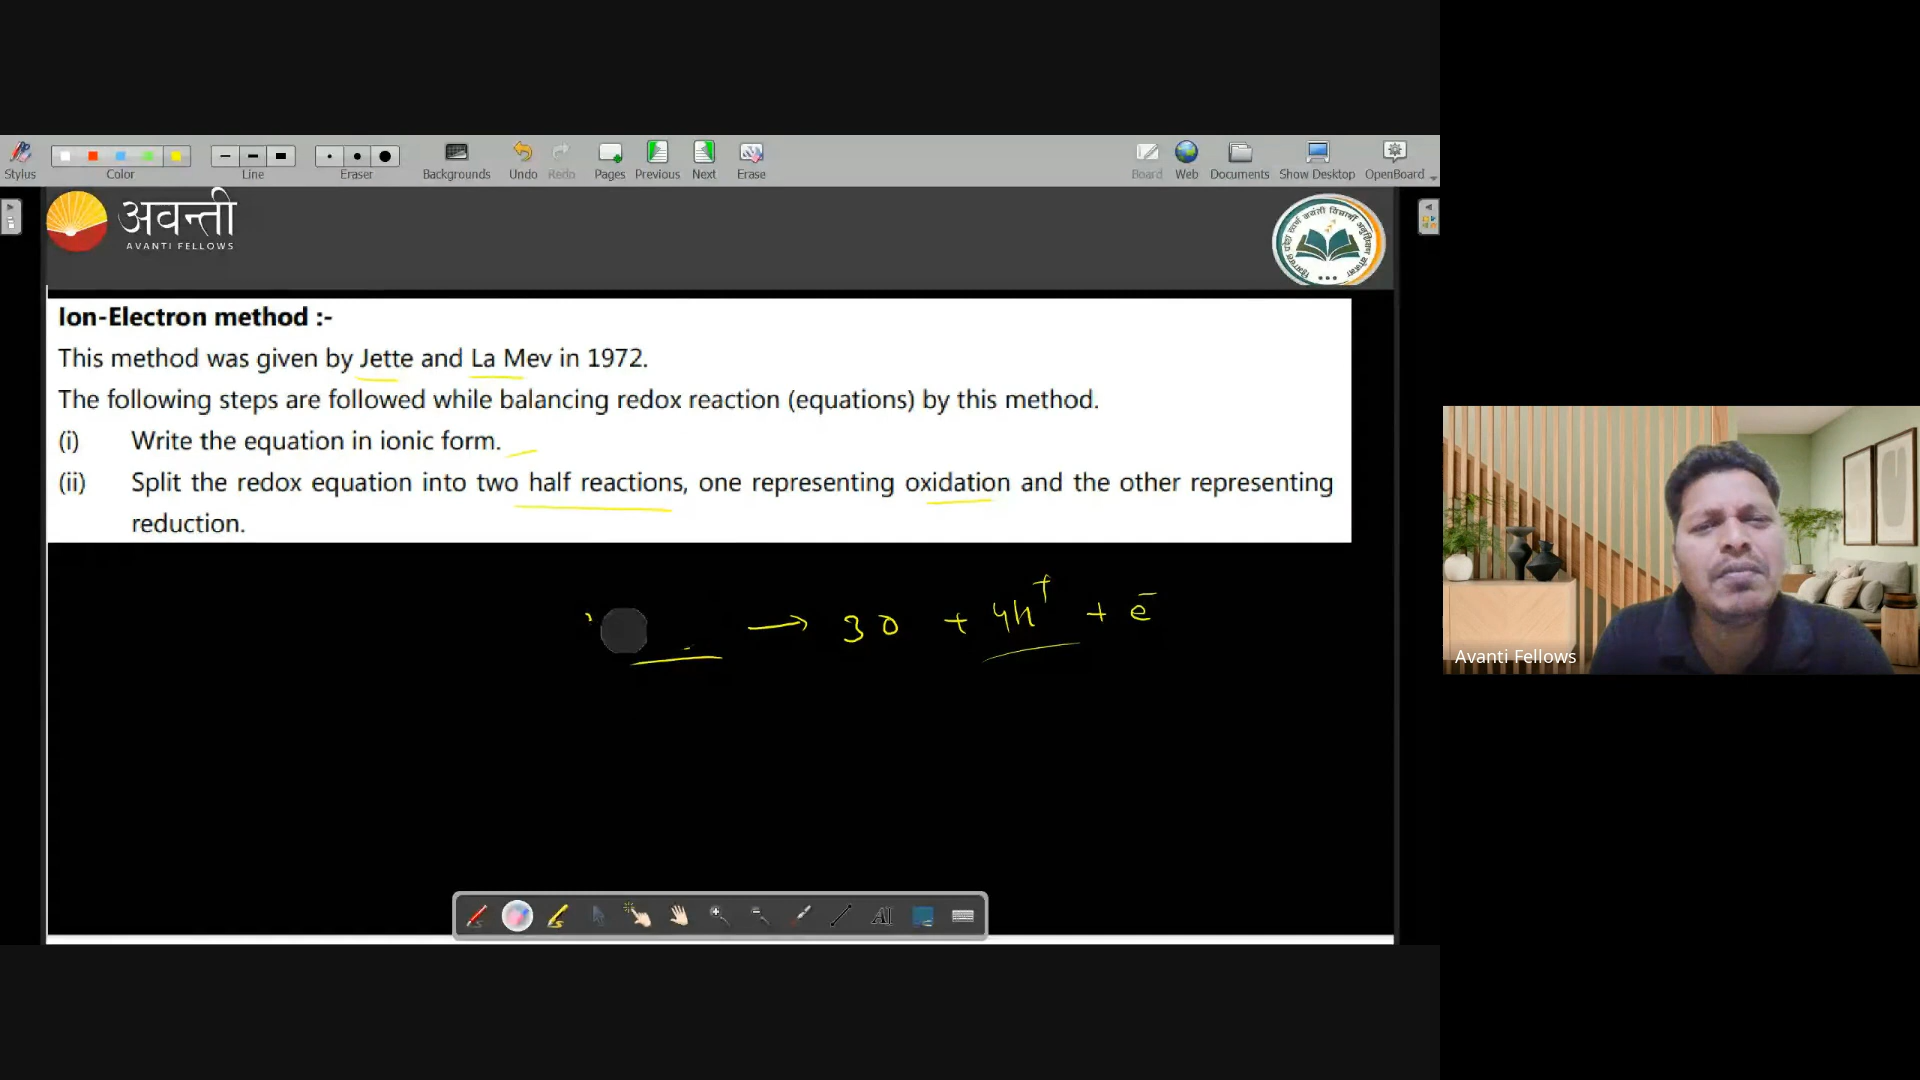 Stylus Color Line Eraser Backgrounds Undo Redo Pages Previous Next Erase Board Web Documents Show Desktop OpenBoard
अवन्ती
AVANTI FELLOWS
Ion-Electron method :-
This method was given by Jette and La Mev in 1972.
The following steps are followed while balancing redox reaction (equations) by this method.
(i) Write the equation in ionic form.
(ii) Split the redox equation into two half reactions, one representing oxidation and the other representing
reduction.
→ 30 + 4H⁺ + e⁻
Avanti Fellows